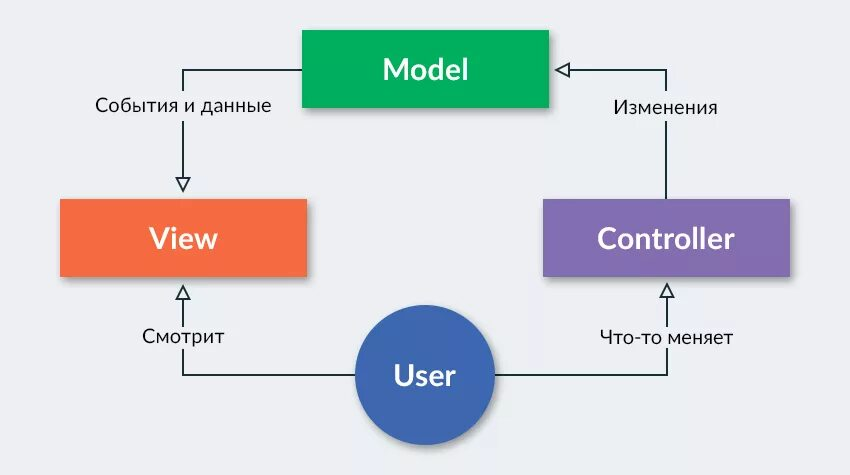 Model
События и данные
Изменения
View
Controller
Смотрит
Что-то меняет
User